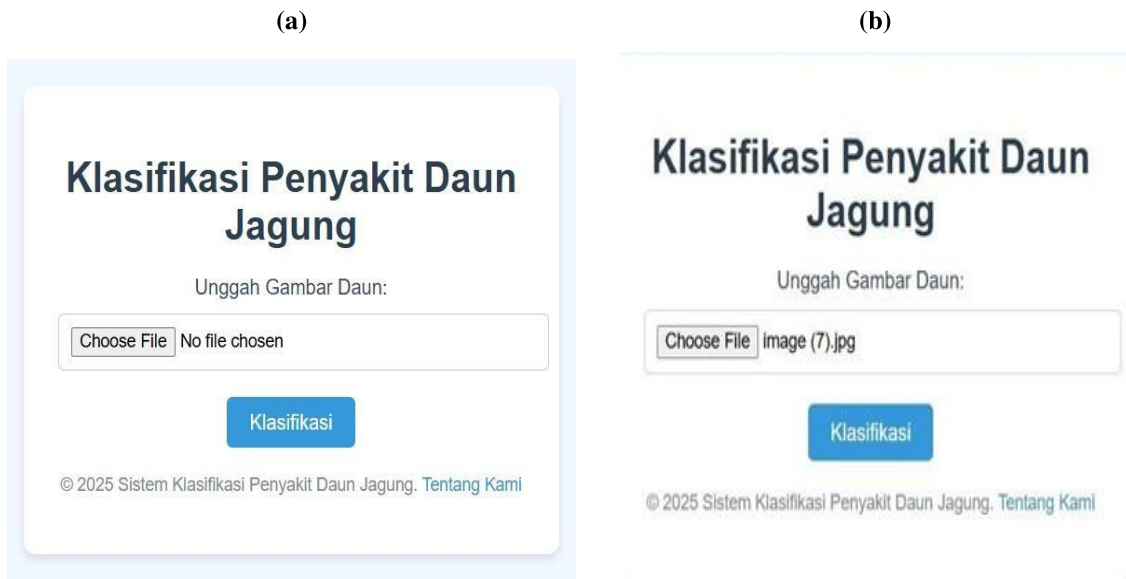 (a)
Klasifikasi Penyakit Daun
Jagung
Unggah Gambar Daun:
Choose File No file chosen
Klasifikasi
© 2025 Sistem Klasifikasi Penyakit Daun Jagung. Tentang Kami
(b)
Klasifikasi Penyakit Daun
Jagung
Unggah Gambar Daun:
Choose File image (7).jpg
Klasifikasi
© 2025 Sistem Klasifikasi Penyakit Daun Jagung. Tentang Kami